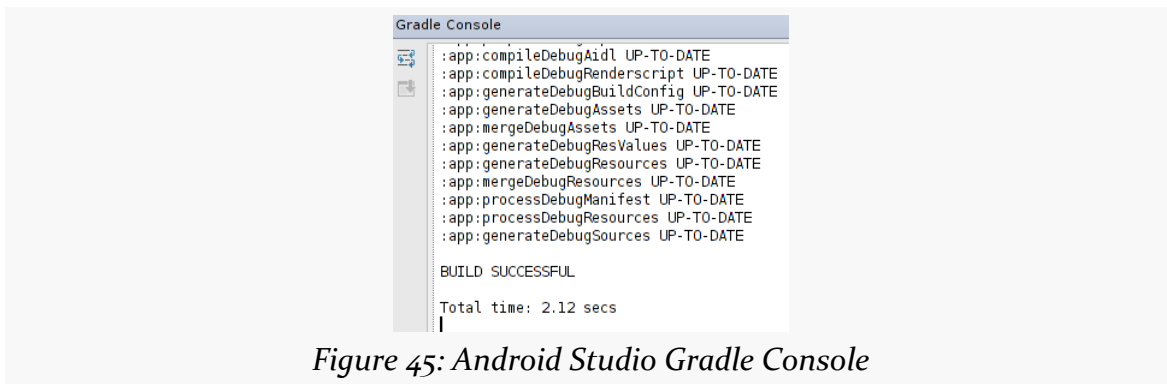 Gradle Console
:app:compileDebugAidl UP-TO-DATE
:app:compileDebugRenderscript UP-TO-DATE
:app:generateDebugBuildConfig UP-TO-DATE
:app:generateDebugAssets UP-TO-DATE
:app:mergeDebugAssets UP-TO-DATE
:app:generateDebugResValues UP-TO-DATE
:app:generateDebugResources UP-TO-DATE
:app:mergeDebugResources UP-TO-DATE
:app:processDebugManifest UP-TO-DATE
:app:processDebugResources UP-TO-DATE
:app:generateDebugSources UP-TO-DATE
BUILD SUCCESSFUL
Total time: 2.12 secs
Figure 45: Android Studio Gradle Console